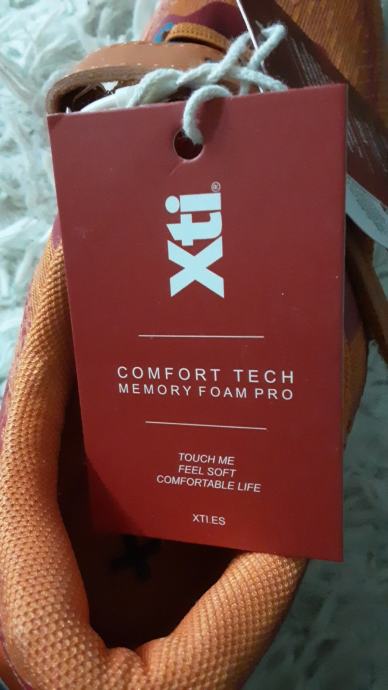 Xti®
COMFORT TECH
MEMORY FOAM PRO
TOUCH ME
FEEL SOFT
COMFORTABLE LIFE
XTI.ES